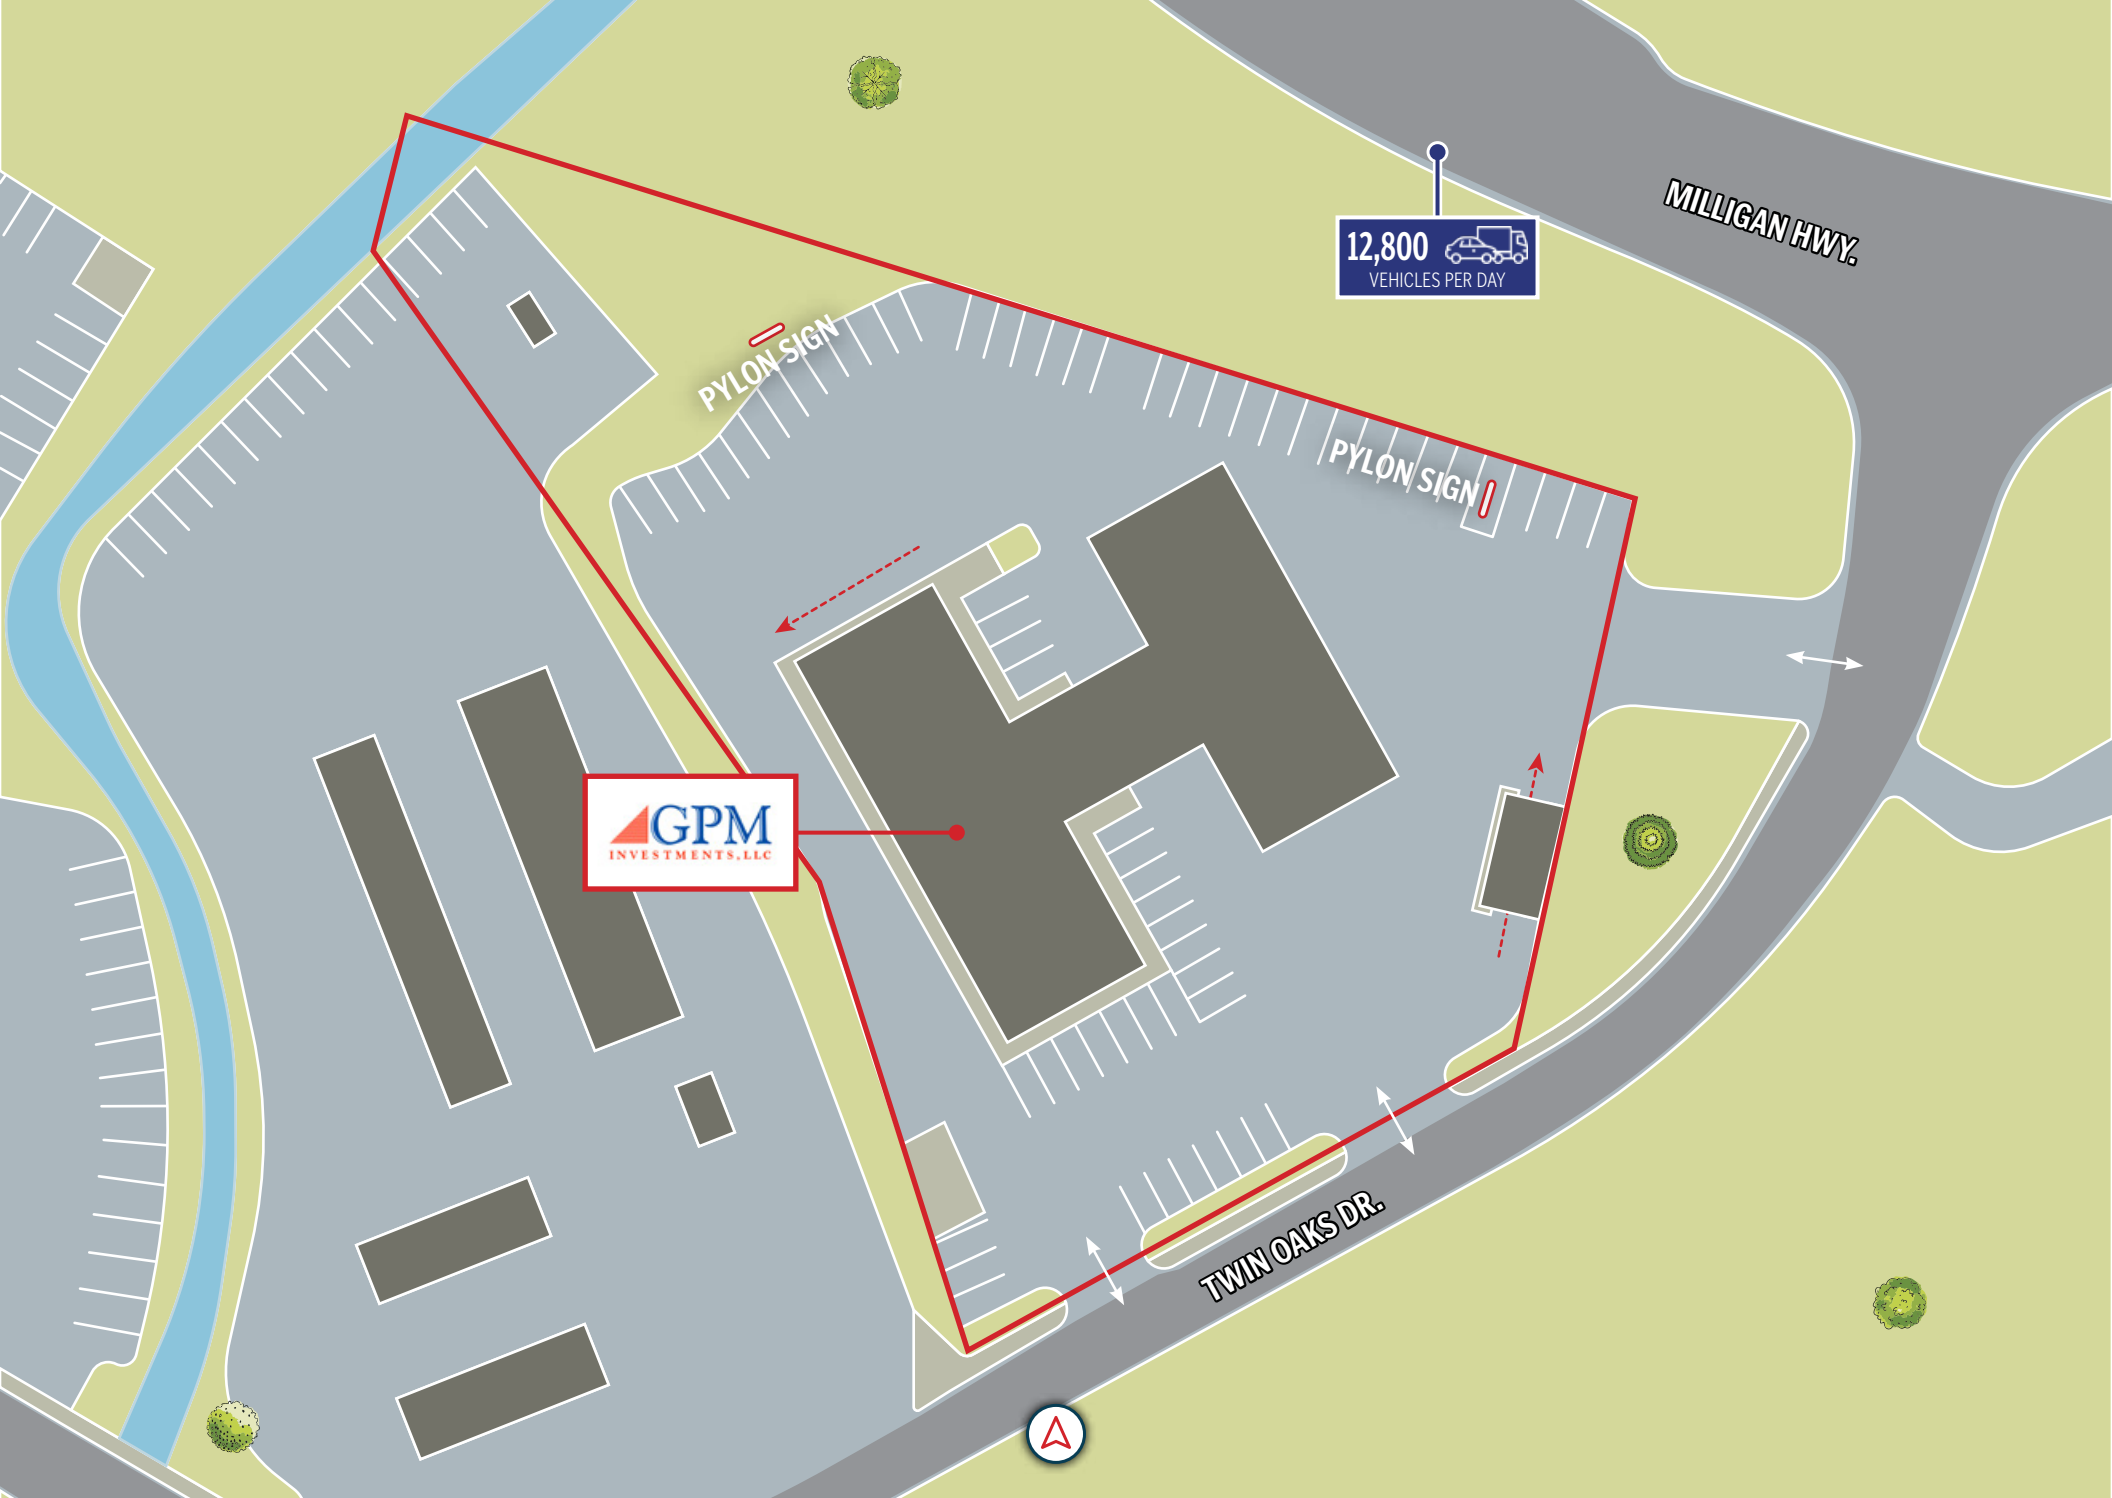 MILLIGAN HWY.
12,800
VEHICLES PER DAY
PYLON SIGN
PYLON SIGN
GPM
INVESTMENTS, LLC
TWIN OAKS DR.